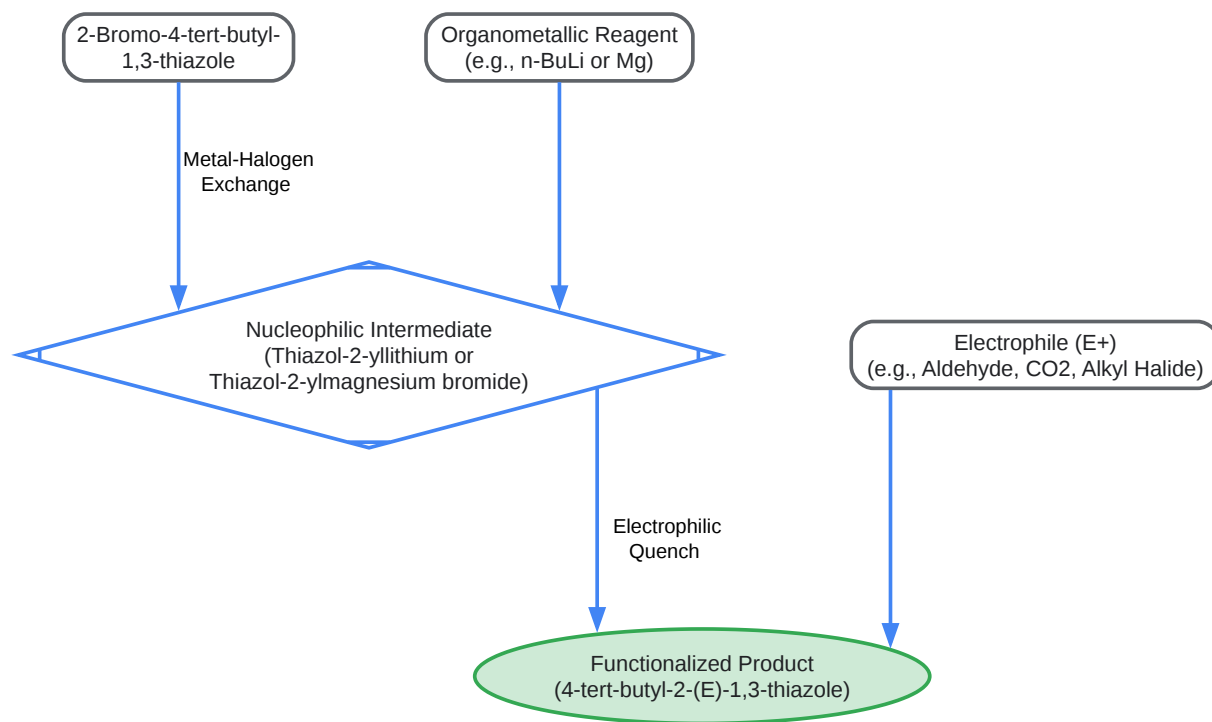 2-Bromo-4-tert-butyl-
1,3-thiazole
Organometallic Reagent
(e.g., n-BuLi or Mg)
Metal-Halogen
Exchange
Nucleophilic Intermediate
(Thiazol-2-yllithium or
Thiazol-2-ylmagnesium bromide)
Electrophile (E+)
(e.g., Aldehyde, CO2, Alkyl Halide)
Electrophilic
Quench
Functionalized Product
(4-tert-butyl-2-(E)-1,3-thiazole)